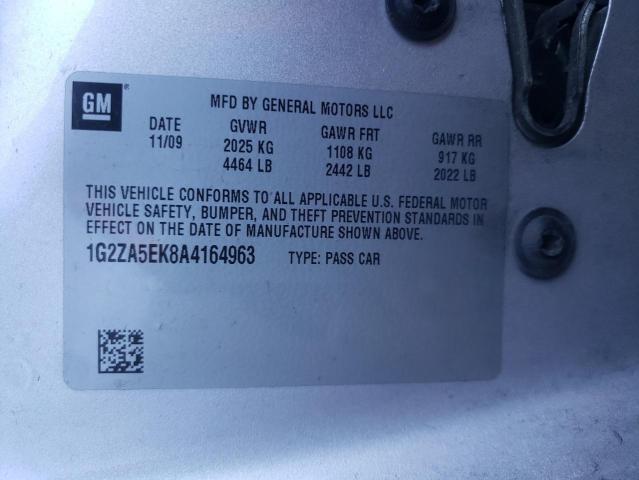 GM
MFD BY GENERAL MOTORS LLC
DATE GVWR GAWR FRT GAWR RR
11/09 2025 KG 1108 KG 917 KG
4464 LB 2442 LB 2022 LB
THIS VEHICLE CONFORMS TO ALL APPLICABLE U.S. FEDERAL MOTOR
VEHICLE SAFETY, BUMPER, AND THEFT PREVENTION STANDARDS IN
EFFECT ON THE DATE OF MANUFACTURE SHOWN ABOVE.
1G2ZA5EK8A4164963 TYPE: PASS CAR